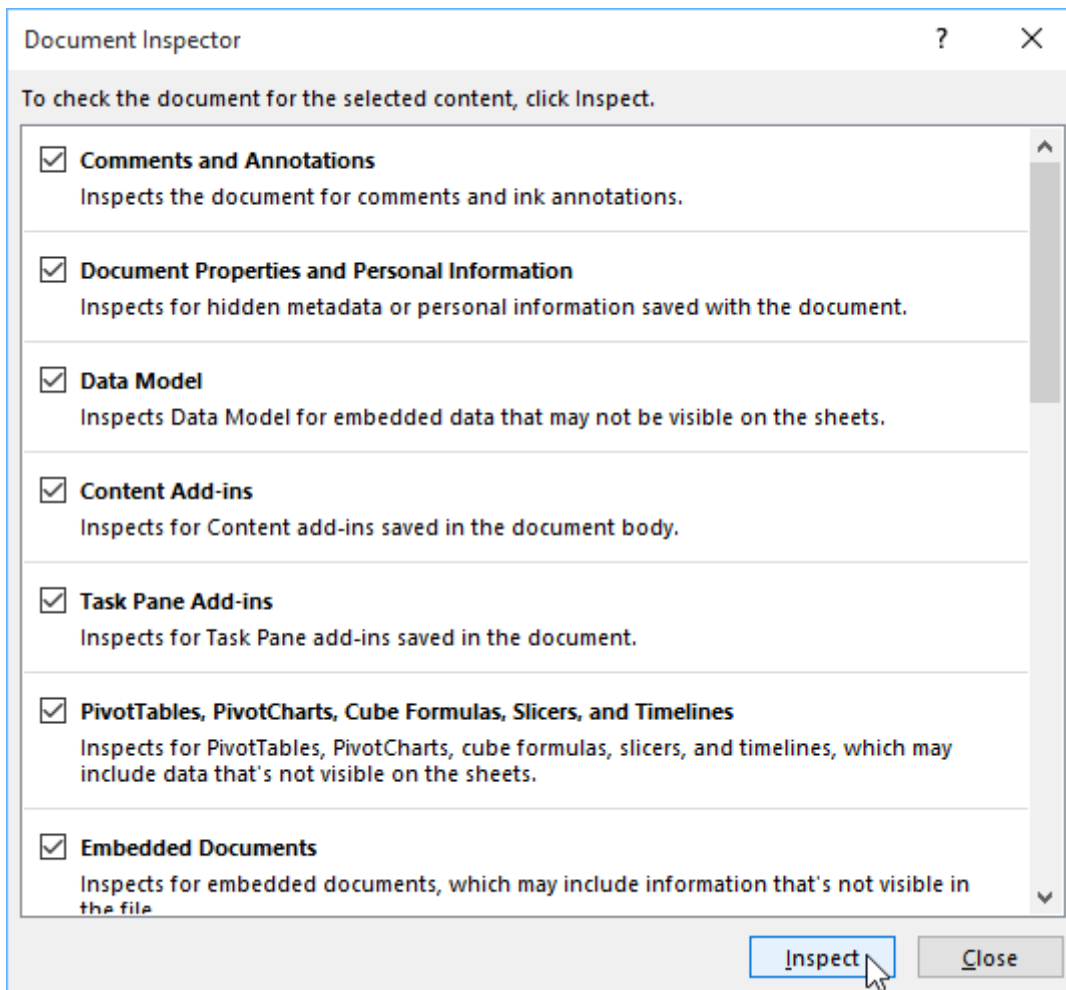 Document Inspector ?
To check the document for the selected content, click Inspect.
Comments and Annotations
Inspects the document for comments and ink annotations.
Document Properties and Personal Information
Inspects for hidden metadata or personal information saved with the document.
Data Model
Inspects Data Model for embedded data that may not be visible on the sheets.
Content Add-ins
Inspects for Content add-ins saved in the document body.
Task Pane Add-ins
Inspects for Task Pane add-ins saved in the document.
PivotTables, PivotCharts, Cube Formulas, Slicers, and Timelines
Inspects for PivotTables, PivotCharts, cube formulas, slicers, and timelines, which may
include data that's not visible on the sheets.
Embedded Documents
Inspects for embedded documents, which may include information that's not visible in
the file
Inspect Close